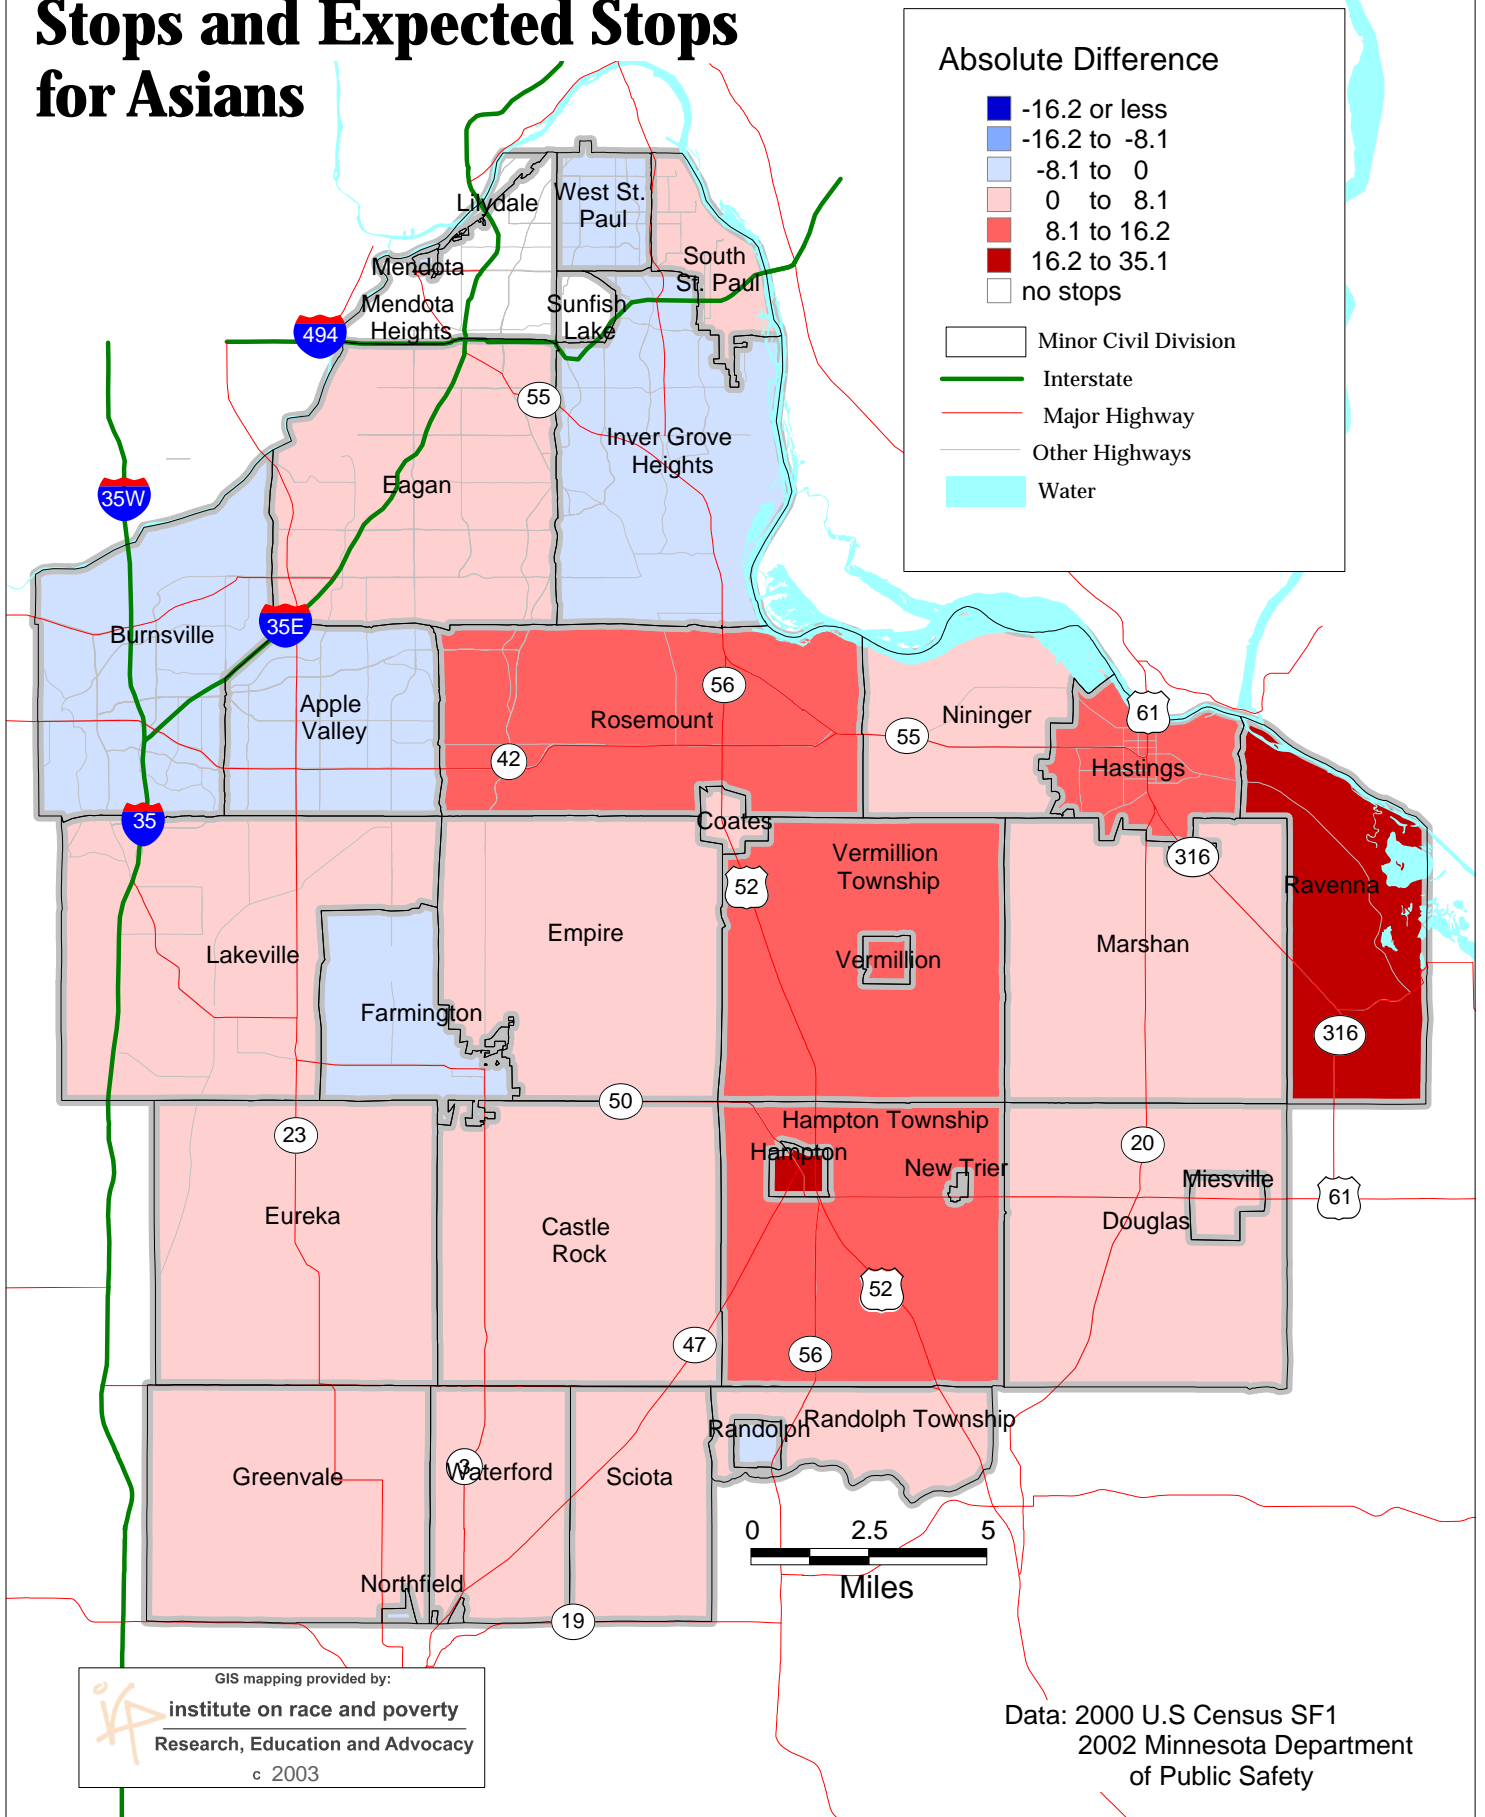 Stops and Expected Stops
for Asians
Absolute Difference
-16.2 or less
-16.2 to -8.1
-8.1 to 0
0 to 8.1
8.1 to 16.2
16.2 to 35.1
no stops
Minor Civil Division
Interstate
Major Highway
Other Highways
Water
Lilydale
West St.
Paul
South
St. Paul
Mendota
Mendota
Heights
Sunfish
Lake
494
55
Inver Grove
Heights
Eagan
35W
Burnsville
35E
Apple
Valley
56
Rosemount
42
Nininger
55
61
Hastings
35
Coates
Vermillion
Township
316
52
Ravenna
Lakeville
Empire
Marshan
Vermillion
Farmington
316
50
23
Hampton Township
Hampton
New Trier
20
Miesville
61
Eureka
Castle
Rock
Douglas
52
47
56
Randolph
Randolph Township
Greenvale
3
Waterford
Sciota
0 2.5 5
Miles
Northfield
19
GIS mapping provided by:
institute on race and poverty
Research, Education and Advocacy
c 2003
irp
Data: 2000 U.S Census SF1
2002 Minnesota Department
of Public Safety